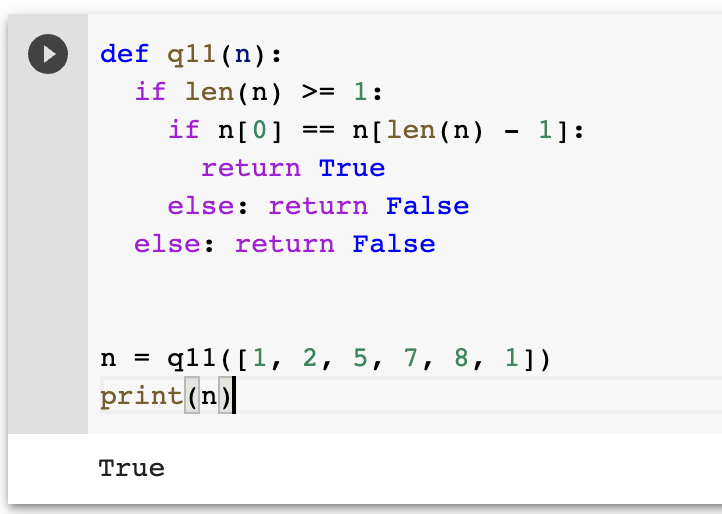 def q11(n):
  if len(n) >= 1:
    if n[0] == n[len(n) - 1]:
      return True
    else: return False
  else: return False
n = q11([1, 2, 5, 7, 8, 1])
print(n)
True